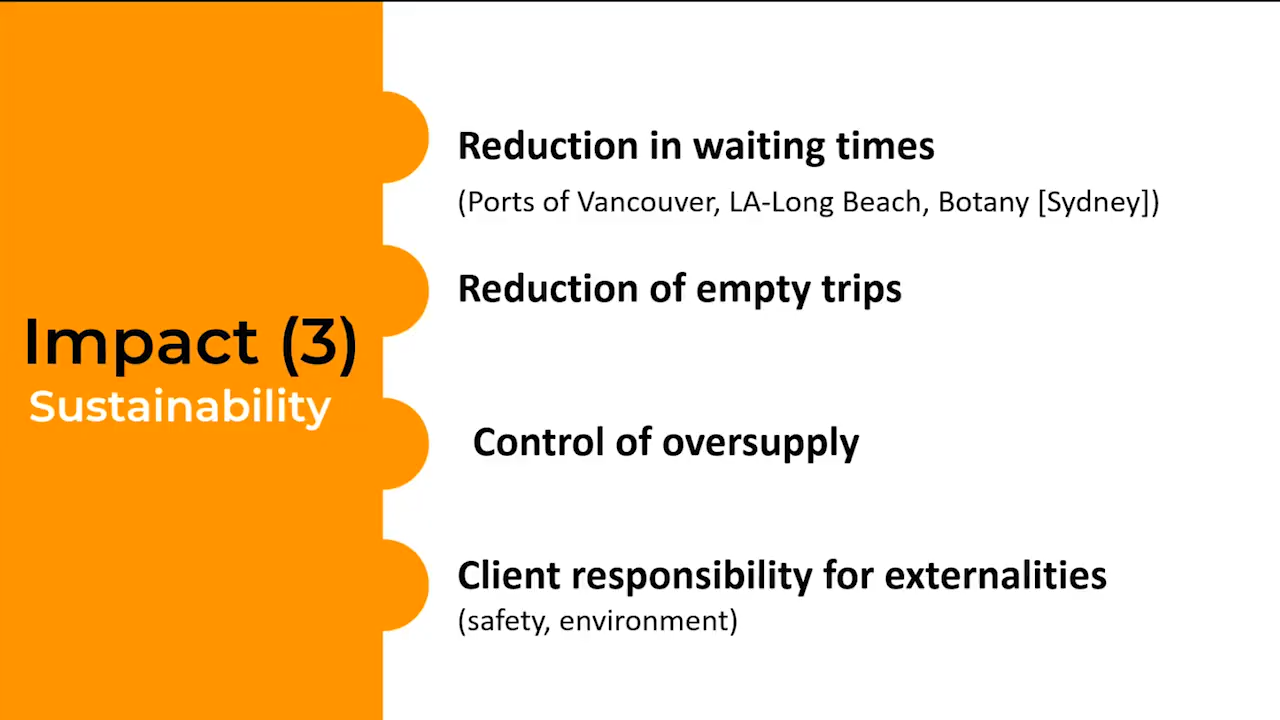 Impact (3)
Sustainability
Reduction in waiting times
(Ports of Vancouver, LA-Long Beach, Botany [Sydney])
Reduction of empty trips
Control of oversupply
Client responsibility for externalities
(safety, environment)